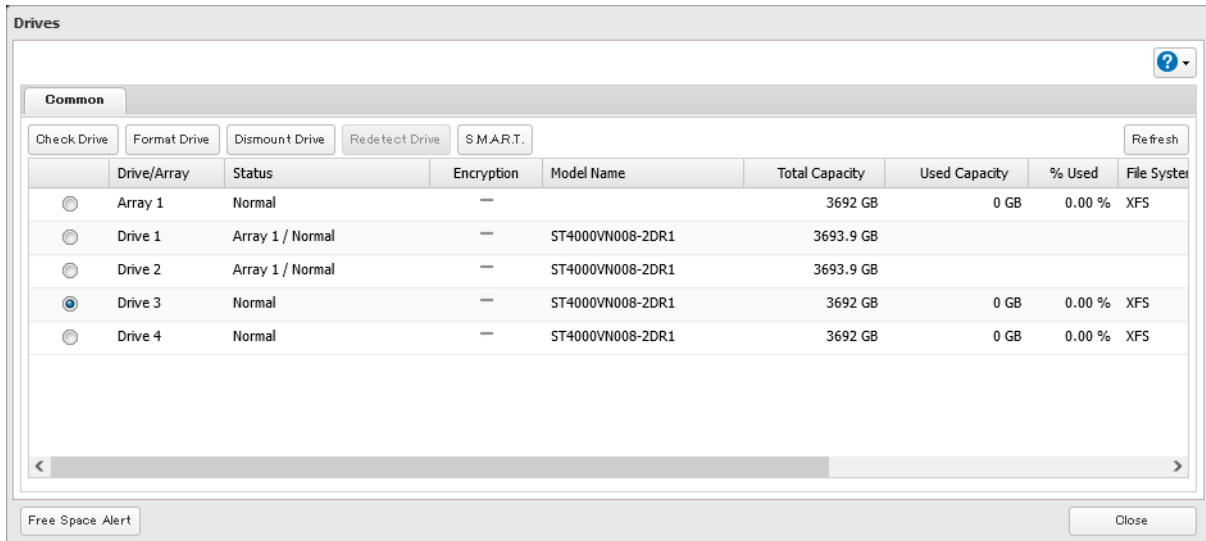 Drives
Common
Check Drive Format Drive Dismount Drive Redetect Drive S.M.A.R.T. Refresh
Drive/Array Status Encryption Model Name Total Capacity Used Capacity % Used File System
Array 1 Normal — 3692 GB 0 GB 0.00 % XFS
Drive 1 Array 1 / Normal — ST4000VN008-2DR1 3693.9 GB
Drive 2 Array 1 / Normal — ST4000VN008-2DR1 3693.9 GB
Drive 3 Normal — ST4000VN008-2DR1 3692 GB 0 GB 0.00 % XFS
Drive 4 Normal — ST4000VN008-2DR1 3692 GB 0 GB 0.00 % XFS
Free Space Alert Close